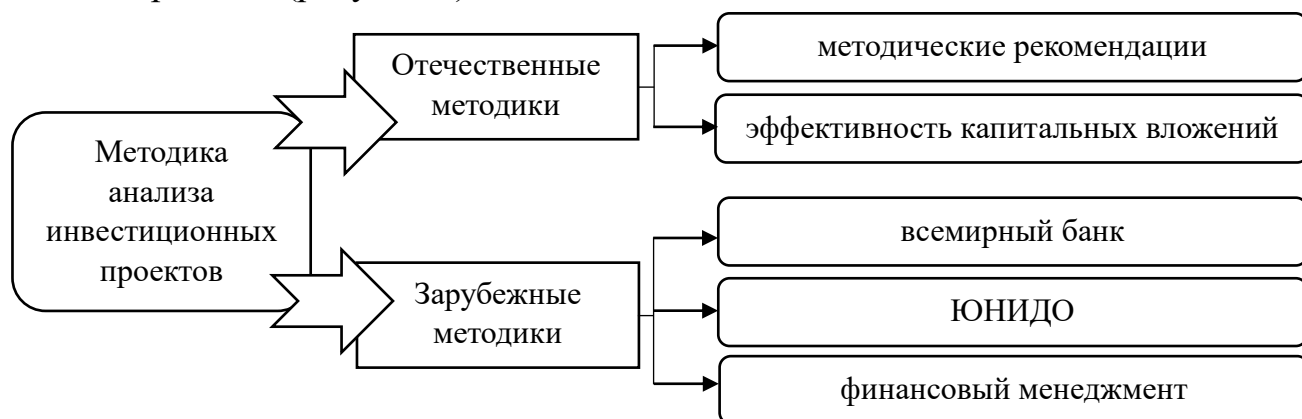 Методика
анализа
инвестиционных
проектов
Отечественные
методики
методические рекомендации
эффективность капитальных вложений
Зарубежные
методики
всемирный банк
ЮНИДО
финансовый менеджмент